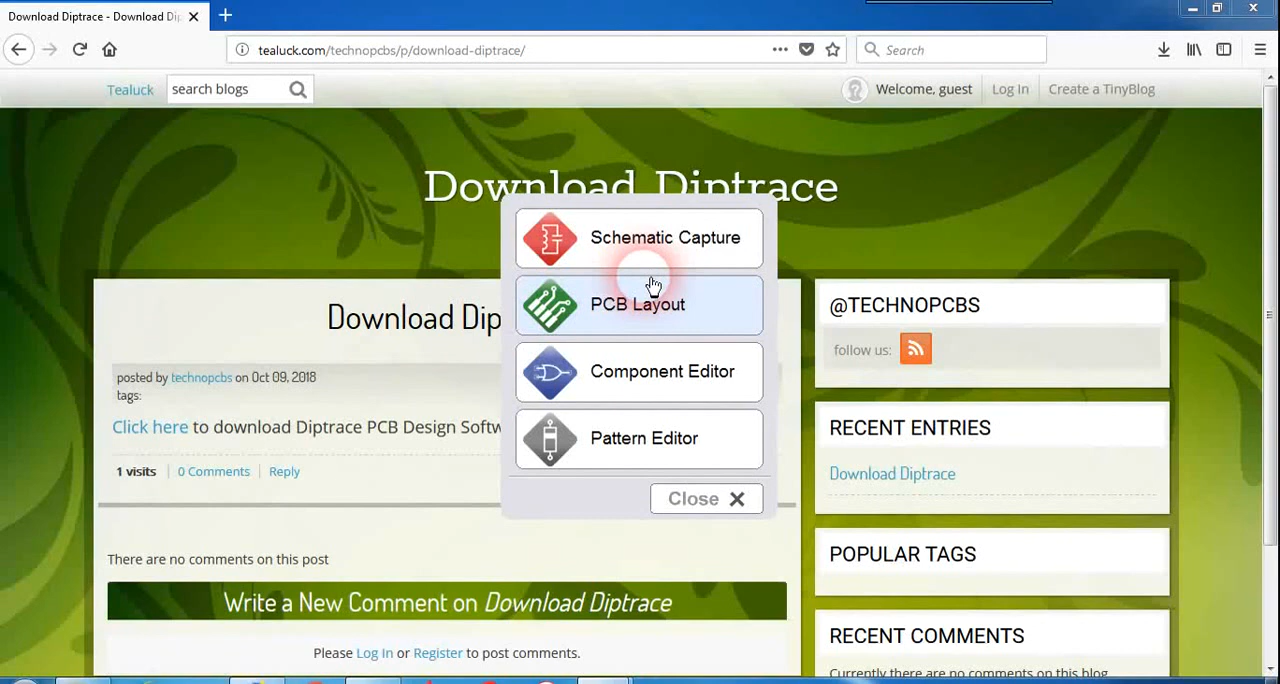 Download Diptrace - Download Dip
tealuck.com/technopcbs/p/download-diptrace/
Search
Tealuck
search blogs
Welcome, guest
Log In
Create a TinyBlog
Download Diptrace
Schematic Capture
PCB Layout
Component Editor
Pattern Editor
Close
Download Dip
posted by technopcbs on Oct 09, 2018
tags:
Click here to download Diptrace PCB Design Softw
1 visits
0 Comments
Reply
There are no comments on this post
Write a New Comment on Download Diptrace
Please Log In or Register to post comments.
@TECHNOPCBS
follow us:
RECENT ENTRIES
Download Diptrace
POPULAR TAGS
RECENT COMMENTS
Currently there are no comments on this blog